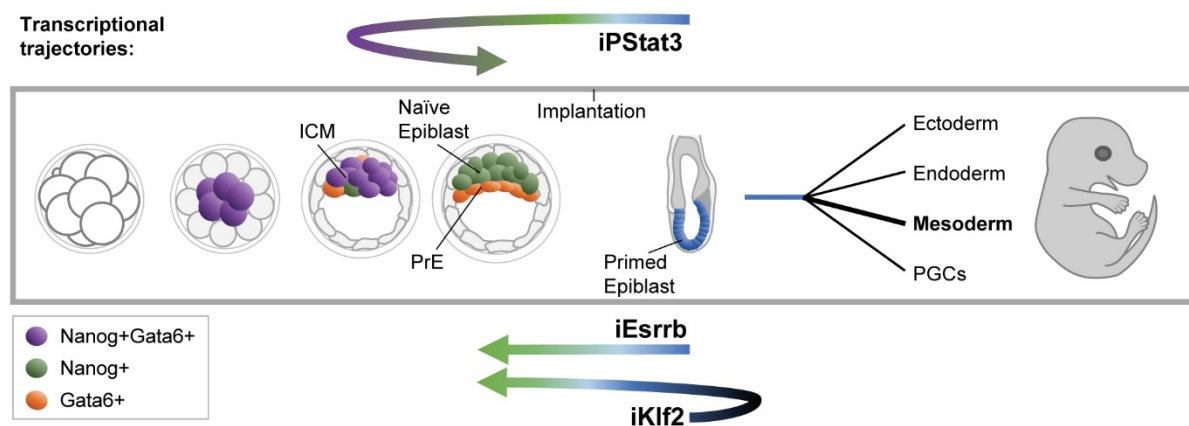 Transcriptional
trajectories:
iPStat3
Implantation
Naïve
Epiblast
ICM
PrE
Primed
Epiblast
Ectoderm
Endoderm
Mesoderm
PGCs
Nanog+Gata6+
Nanog+
Gata6+
iEsrrb
iKlf2